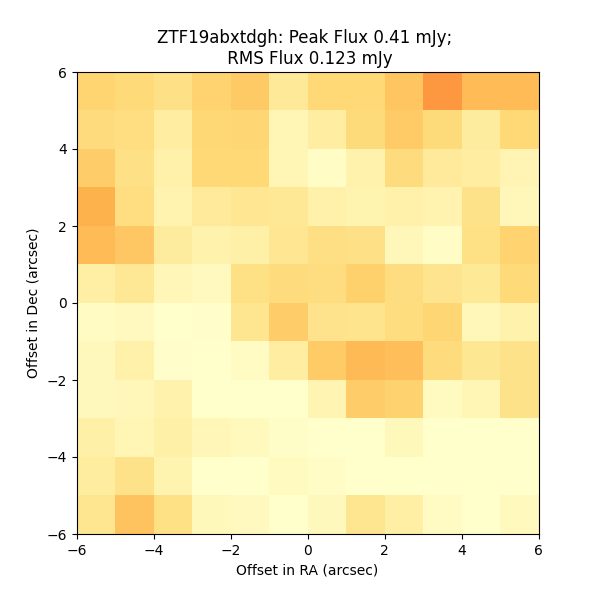 ZTF19abxtdgh: Peak Flux 0.41 mJy;
RMS Flux 0.123 mJy
6
4
2
0
−2
−4
−6
Offset in Dec (arcsec)
−6 −4 −2 0 2 4 6
Offset in RA (arcsec)